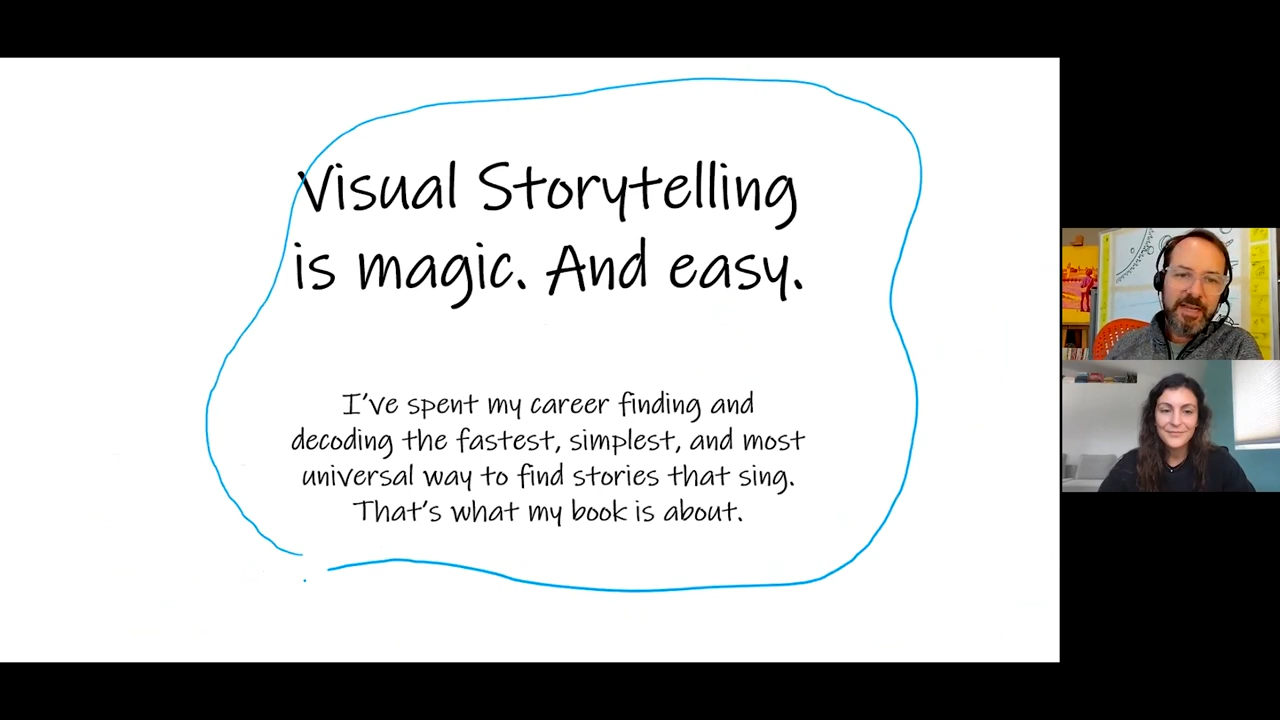 Visual Storytelling
is magic. And easy.
I've spent my career finding and
decoding the fastest, simplest, and most
universal way to find stories that sing.
That's what my book is about.